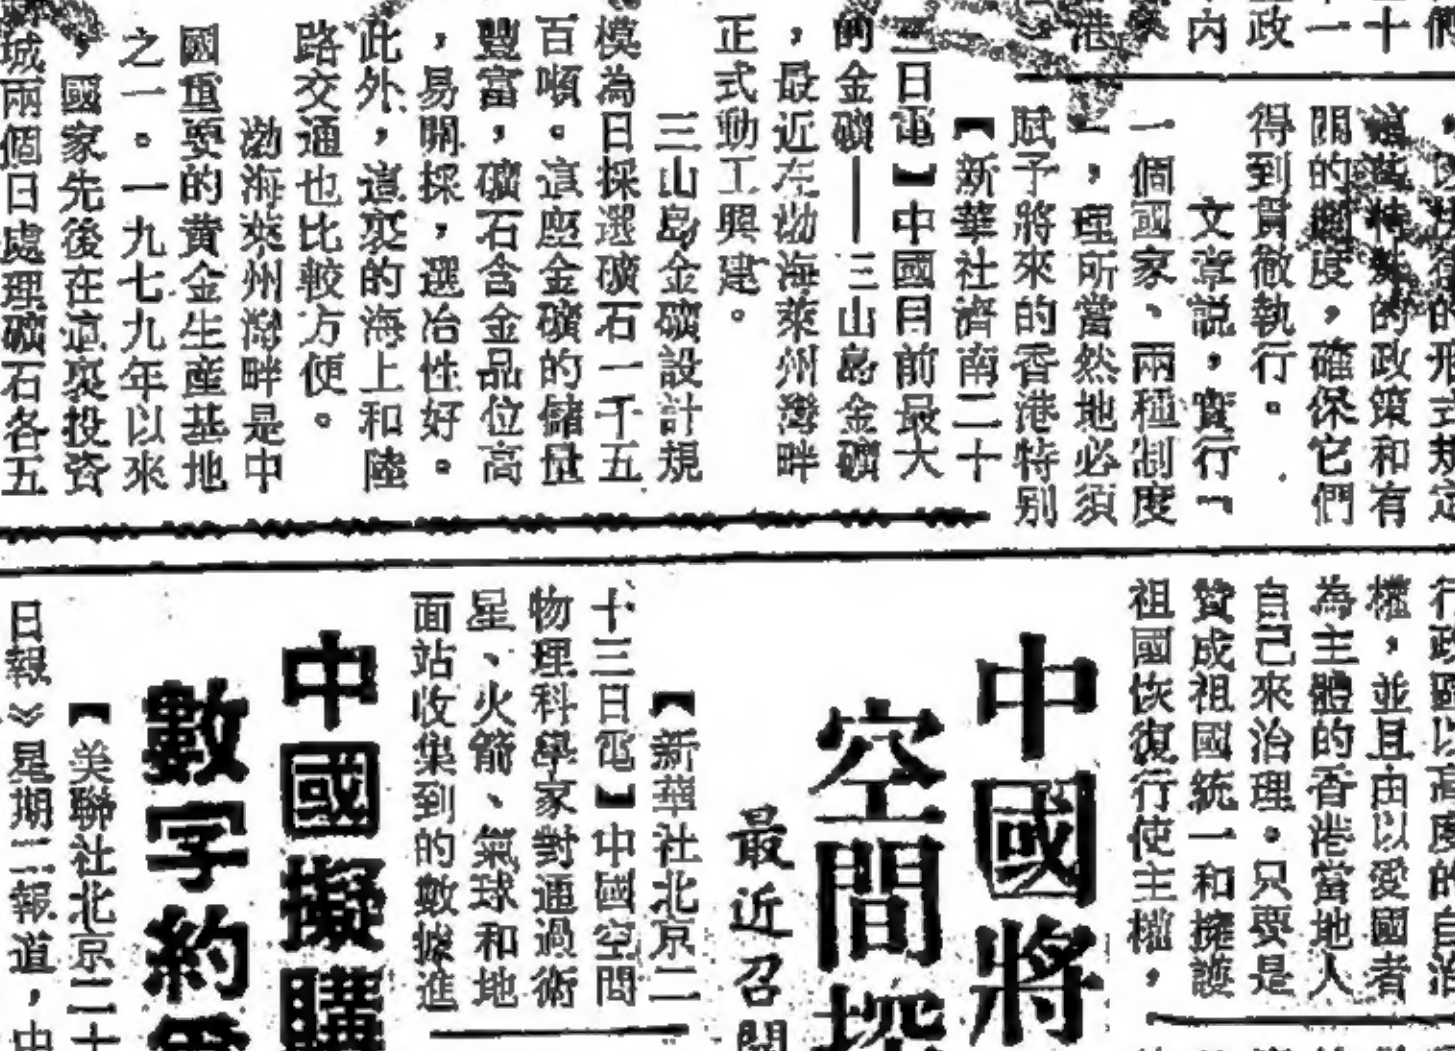 們
十
一
政
內
港
關的制度，確保它們
得到貫徹執行。
文章説，實行「
一個國家、兩種制度
」，理所當然地必須
賦予將來的香港特別
【新華社濟南二十
三日電】中國目前最大
的金礦——三山島金礦
，最近在渤海萊州灣畔
正式動工興建。
三山島金礦設計規
模為日採選礦石一千五
百噸。這座金礦的儲量
豐富，礦石含金品位高
，易開採，選冶性好。
此外，這裏的海上和陸
路交通也比較方便。
渤海萊州灣畔是中
國重要的黄金生產基地
之一。一九七九年以來
，國家先後在這裏投資
城兩個日處理礦石各五
行政區以高度的自治
權，並且由以愛國者
為主體的香港當地人
自己來治理。只要是
贊成祖國統一和擁護
祖國恢復行使主權，
中國將
空間探
最近召開
【新華社北京二
十三日電】中國空間
物理科學家對通過術
星、火箭、氣球和地
面站收集到的數據進
中國擬購
數字約
【美聯社北京二十
日報》星期二報道，中